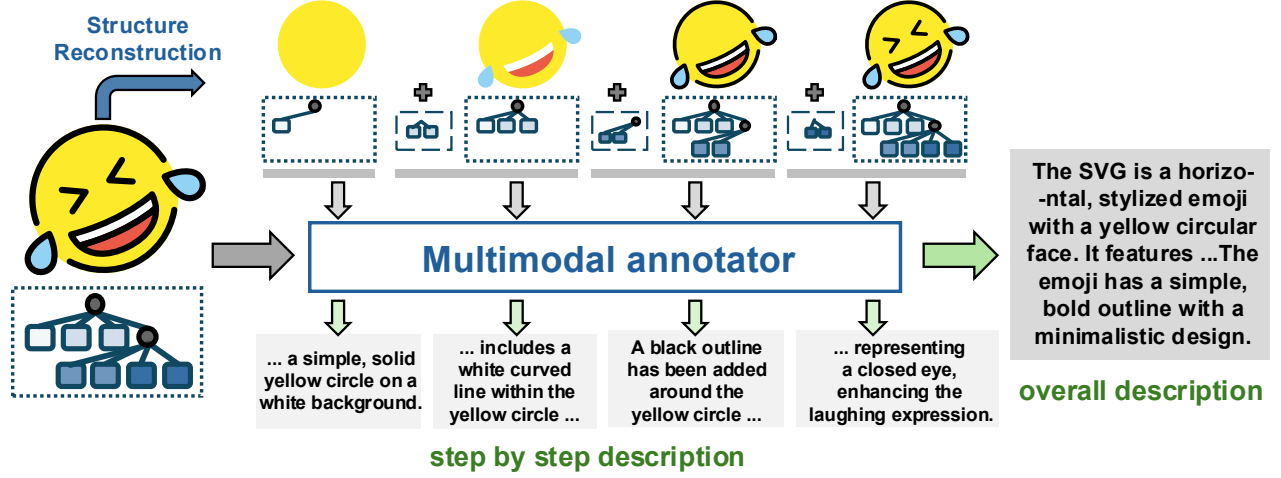 Structure
Reconstruction
Multimodal annotator
... a simple, solid
yellow circle on a
white background.
... includes a
white curved
line within the
yellow circle ...
A black outline
has been added
around the
yellow circle ...
... representing
a closed eye,
enhancing the
laughing expression.
step by step description
The SVG is a horizo-
-ntal, stylized emoji
with a yellow circular
face. It features ...The
emoji has a simple,
bold outline with a
minimalistic design.
overall description